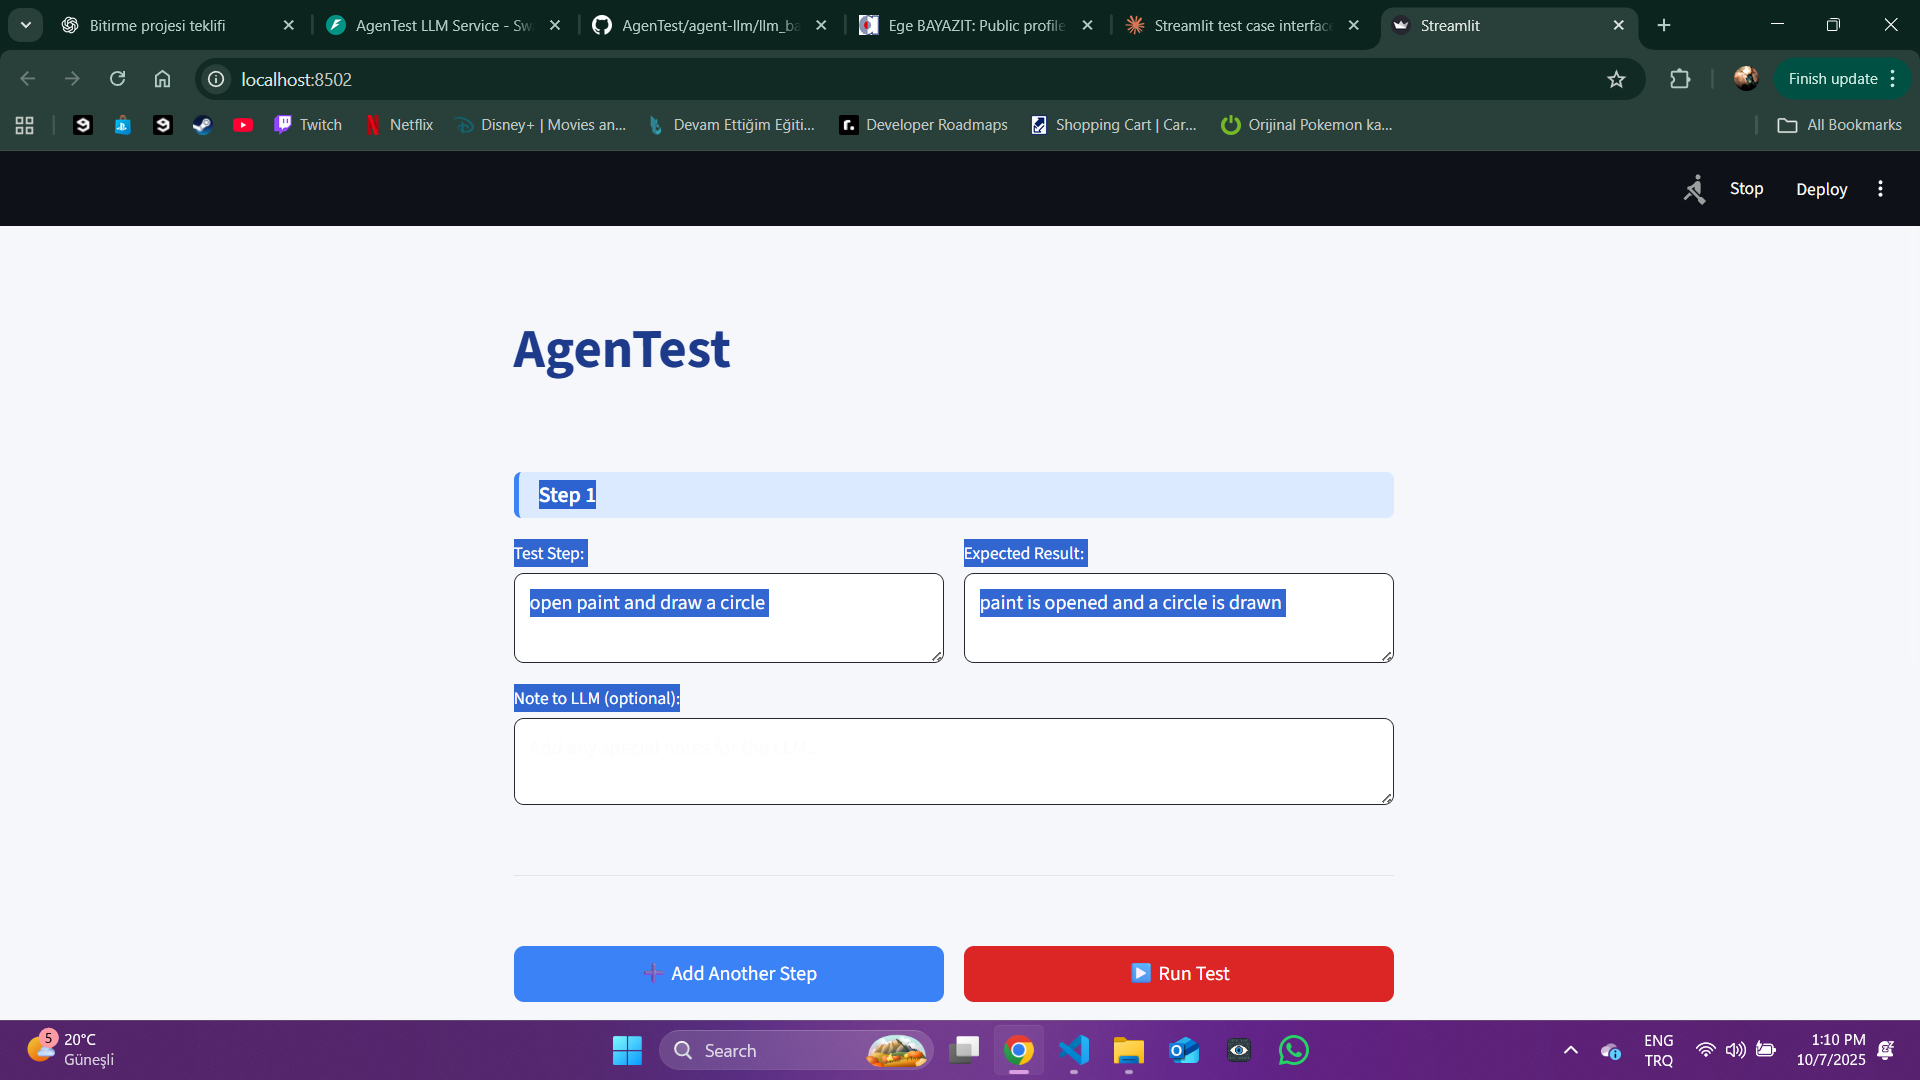 Bitirme projesi teklifi
AgenTest LLM Service - Sw
AgenTest/agent-llm/llm_ba
Ege BAYAZIT: Public profile
Streamlit test case interface
Streamlit
localhost:8502
Finish update
Twitch
Netflix
Disney+ | Movies an...
Devam Ettiğim Eğiti...
Developer Roadmaps
Shopping Cart | Car...
Orijinal Pokemon ka...
All Bookmarks
Stop
Deploy
AgenTest
Step 1
Test Step:
Expected Result:
open paint and draw a circle
paint is opened and a circle is drawn
Note to LLM (optional):
Add Another Step
Run Test
5
20°C
Güneşli
Search
ENG
TRQ
1:10 PM
10/7/2025